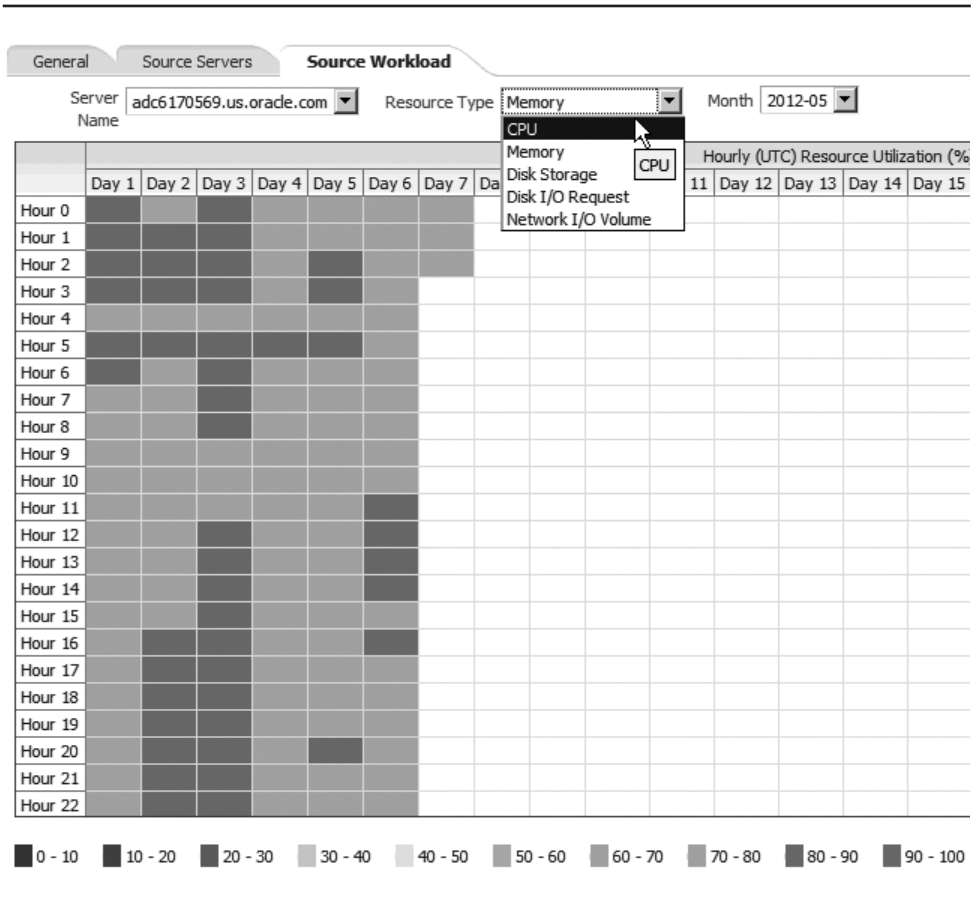 General Source Servers Source Workload
Server Name adc6170569.us.oracle.com Resource Type Memory Month 2012-05
CPU
Memory
Disk Storage
Disk I/O Request
Network I/O Volume
CPU
Hourly (UTC) Resource Utilization (%
Day 1 Day 2 Day 3 Day 4 Day 5 Day 6 Day 7 Da 11 Day 12 Day 13 Day 14 Day 15
Hour 0
Hour 1
Hour 2
Hour 3
Hour 4
Hour 5
Hour 6
Hour 7
Hour 8
Hour 9
Hour 10
Hour 11
Hour 12
Hour 13
Hour 14
Hour 15
Hour 16
Hour 17
Hour 18
Hour 19
Hour 20
Hour 21
Hour 22
0 - 10 10 - 20 20 - 30 30 - 40 40 - 50 50 - 60 60 - 70 70 - 80 80 - 90 90 - 100